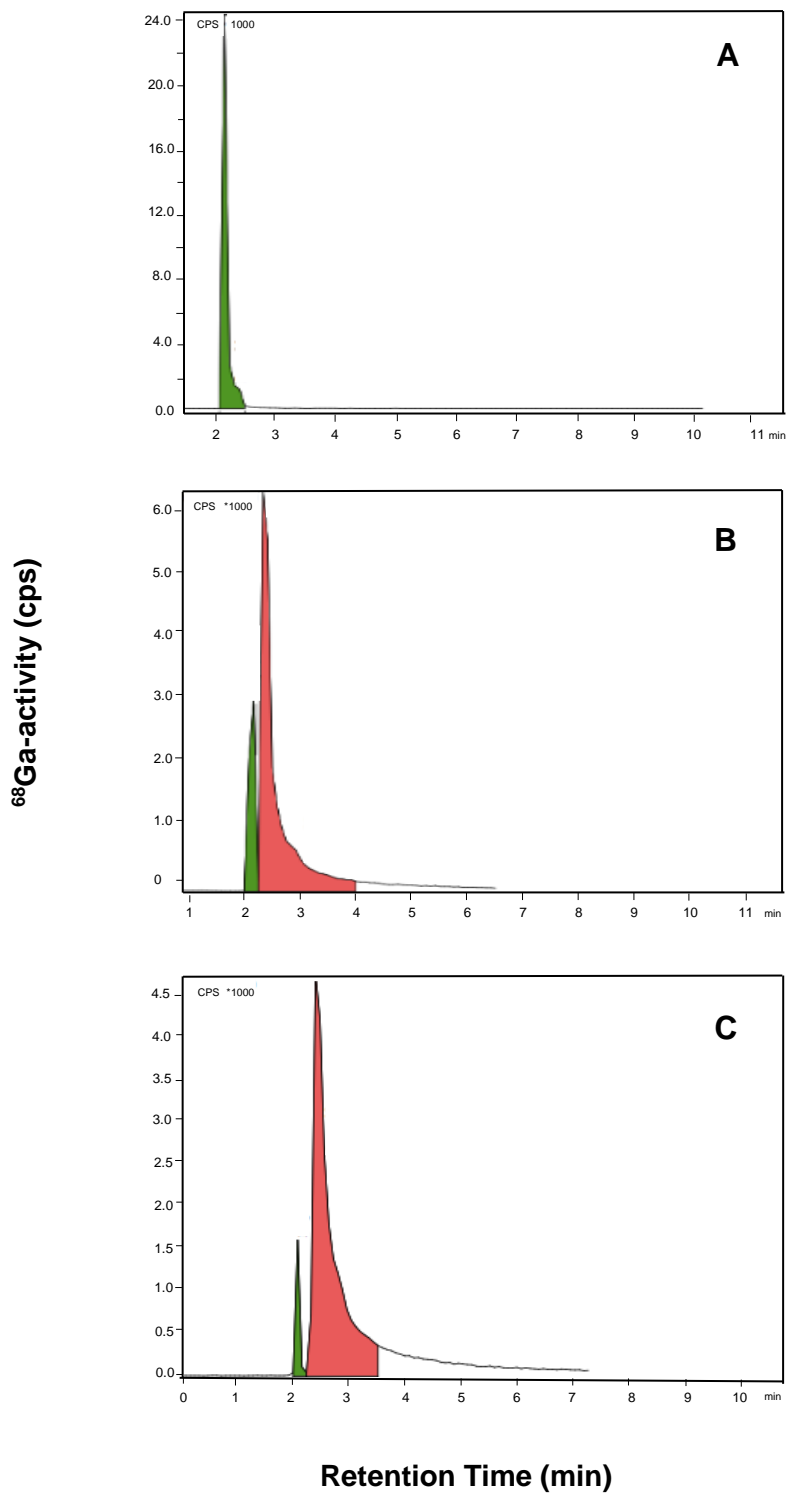 24.0
CPS * 1000
A
20.0
16.0
12.0
8.0
4.0
0.0
2 3 4 5 6 7 8 9 10 11 min
6.0
CPS *1000
B
5.0
4.0
3.0
2.0
1.0
0
1 2 3 4 5 6 7 8 9 10 11 min
68Ga-activity (cps)
4.5
CPS *1000
C
4.0
3.5
3.0
2.5
2.0
1.5
1.0
0.5
0.0
0 1 2 3 4 5 6 7 8 9 10 min
Retention Time (min)